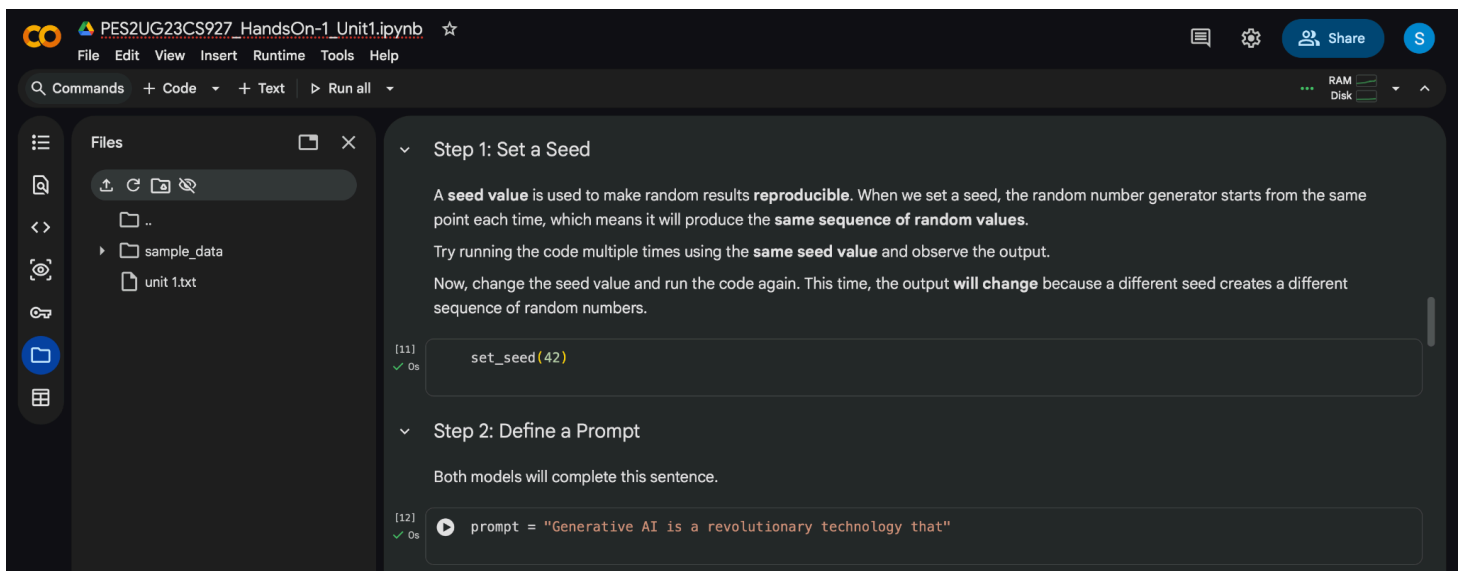 PES2UG23CS927_HandsOn-1_Unit1.ipynb
File Edit View Insert Runtime Tools Help
Share
S
Commands + Code + Text Run all
RAM
Disk
Files
..
sample_data
unit 1.txt
Step 1: Set a Seed
A seed value is used to make random results reproducible. When we set a seed, the random number generator starts from the same
point each time, which means it will produce the same sequence of random values.
Try running the code multiple times using the same seed value and observe the output.
Now, change the seed value and run the code again. This time, the output will change because a different seed creates a different
sequence of random numbers.
[11]
0s
set_seed(42)
Step 2: Define a Prompt
Both models will complete this sentence.
[12]
0s
prompt = "Generative AI is a revolutionary technology that"